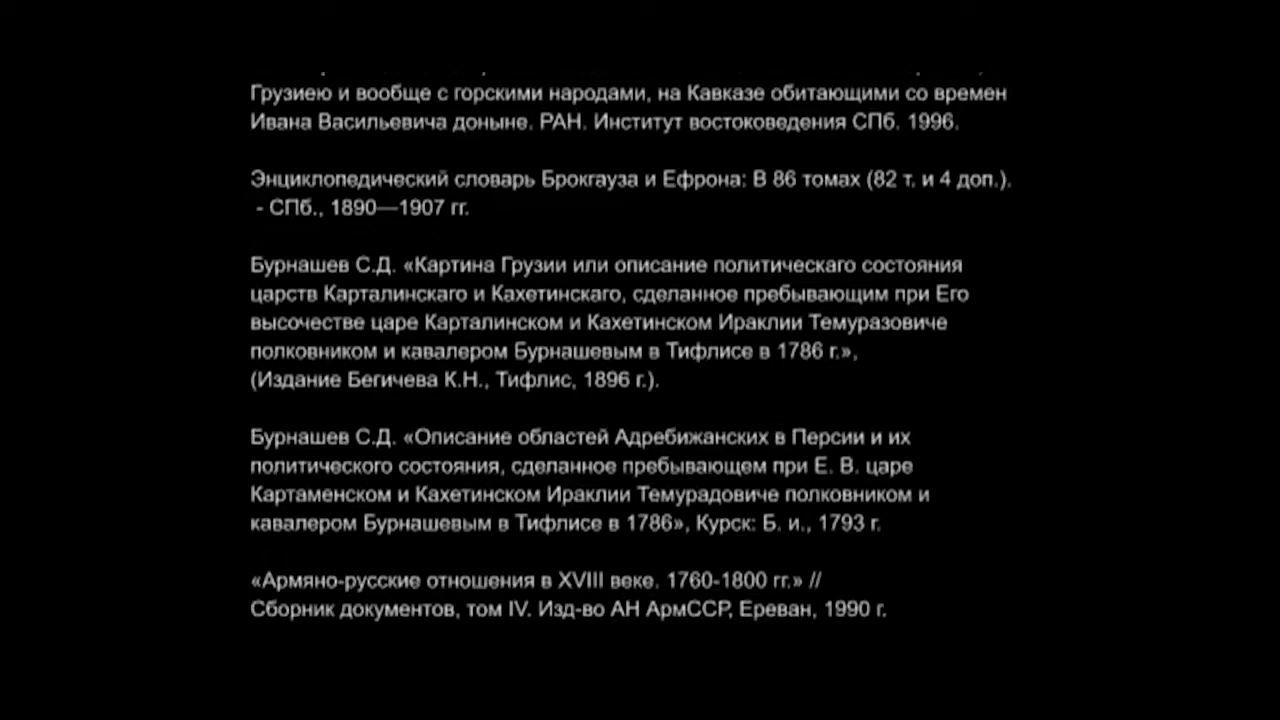 Грузиею и вообще с горскими народами, на Кавказе обитающими со времен
Ивана Васильевича доныне. РАН. Институт востоковедения СПб. 1996.
Энциклопедический словарь Брокгауза и Ефрона: В 86 томах (82 т. и 4 доп.).
- СПб., 1890—1907 гг.
Бурнашев С.Д. «Картина Грузии или описание политическаго состояния
царств Карталинскаго и Кахетинскаго, сделанное пребывающим при Его
высочестве царе Карталинском и Кахетинском Ираклии Темуразовиче
полковником и кавалером Бурнашевым в Тифлисе в 1786 г.»,
(Издание Бегичева К.Н., Тифлис, 1896 г.).
Бурнашев С.Д. «Описание областей Адребижанских в Персии и их
политического состояния, сделанное пребывающем при Е. В. царе
Картаменском и Кахетинском Ираклии Темурадовиче полковником и
кавалером Бурнашевым в Тифлисе в 1786», Курск: Б. и., 1793 г.
«Армяно-русские отношения в XVIII веке. 1760-1800 гг.» //
Сборник документов, том IV. Изд-во АН АрмССР, Ереван, 1990 г.